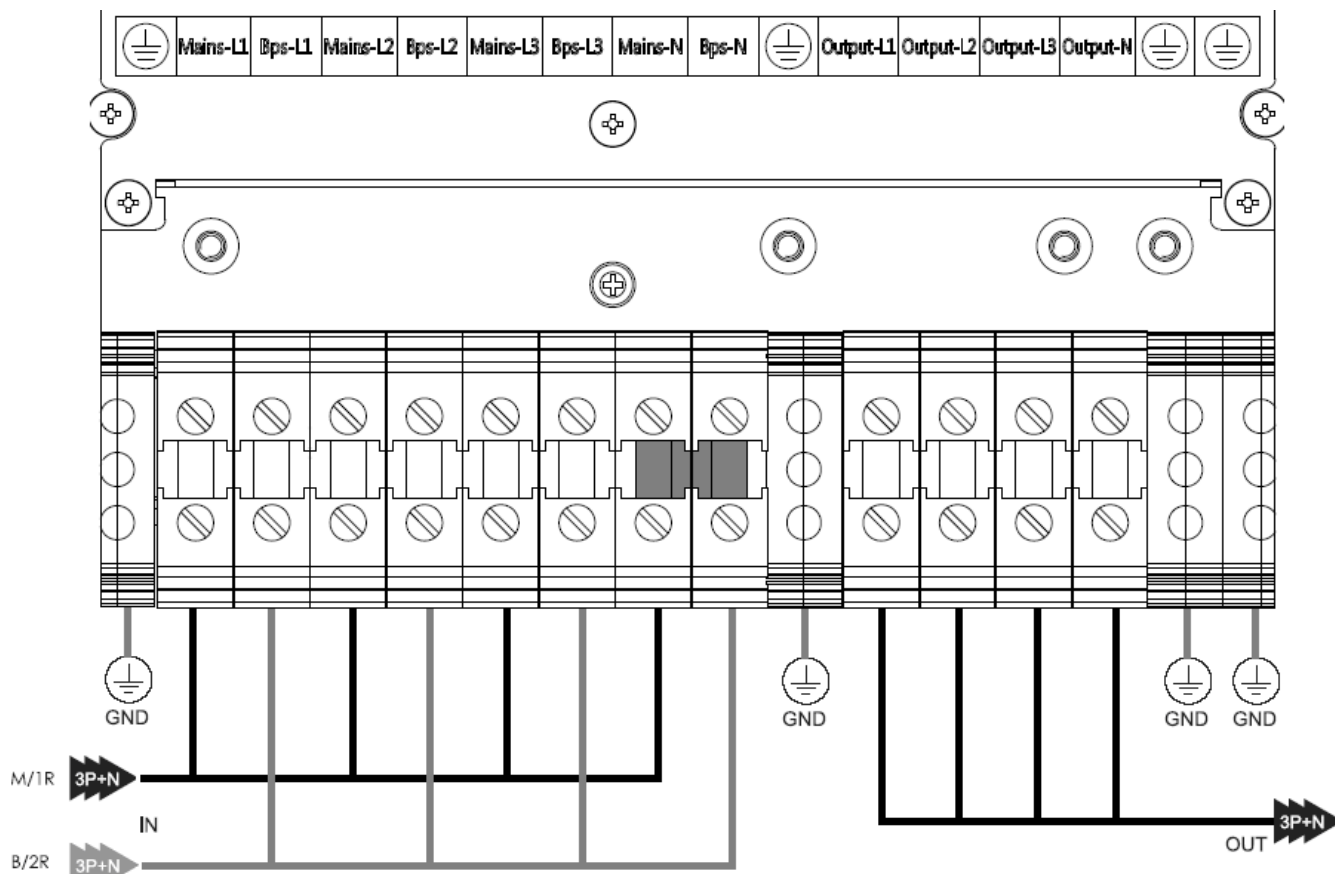 Mains-L1 Bps-L1 Mains-L2 Bps-L2 Mains-L3 Bps-L3 Mains-N Bps-N Output-L1 Output-L2 Output-L3 Output-N
GND GND GND GND
M/1R 3P+N
IN
3P+N
OUT
B/2R 3P+N